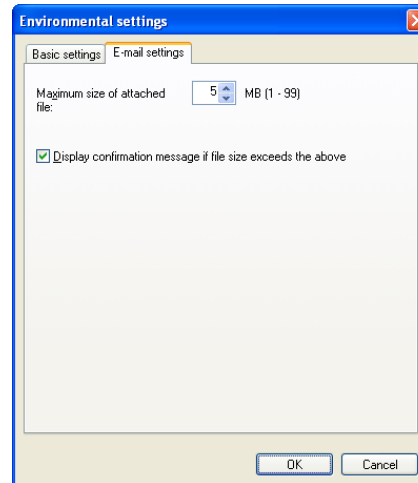 Environmental settings
Basic settings E-mail settings
Maximum size of attached file: 5 MB (1 - 99)
Display confirmation message if file size exceeds the above
OK Cancel